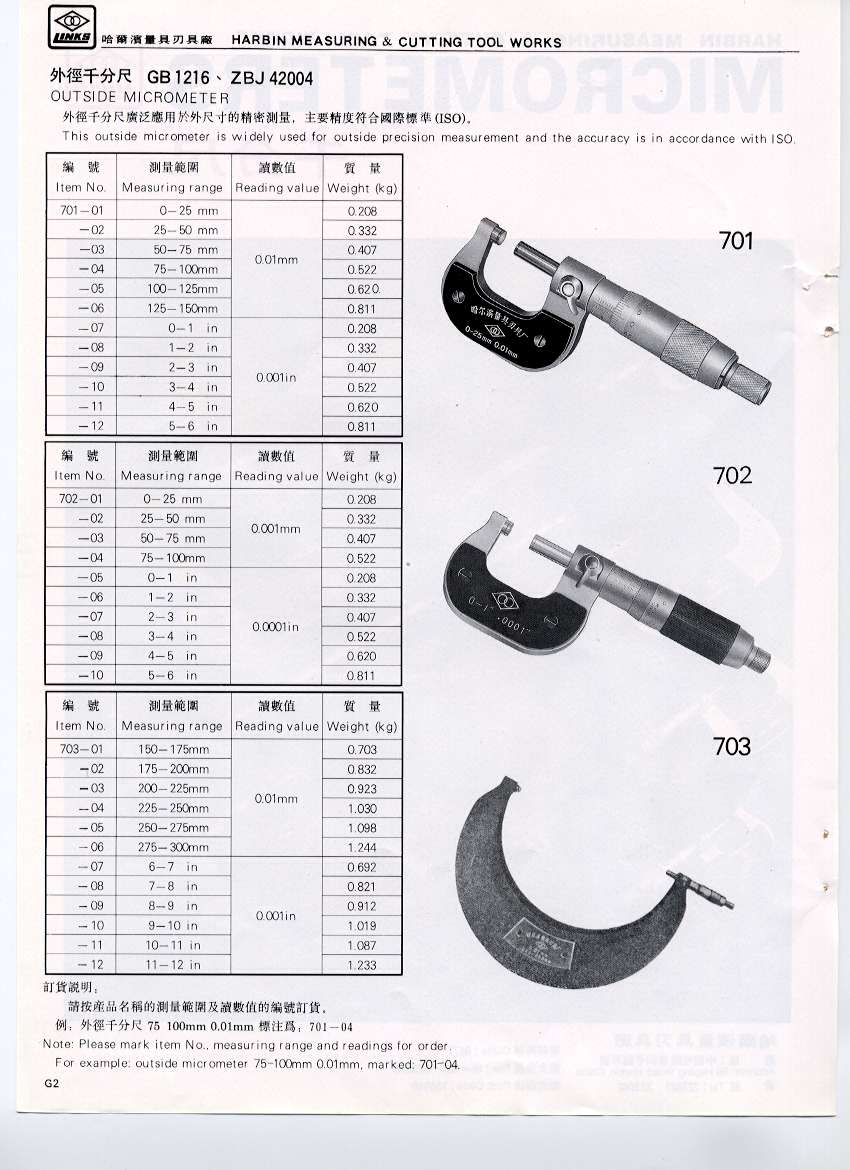 LINKS
哈爾濱量具刃具廠 HARBIN MEASURING & CUTTING TOOL WORKS
外徑千分尺 GB 1216、ZBJ 42004
OUTSIDE MICROMETER
外徑千分尺廣泛應用於外尺寸的精密測量，主要精度符合國際標準(ISO)。
This outside micrometer is widely used for outside precision measurement and the accuracy is in accordance with ISO.
編 號 測量範圍 讀數值 質 量
Item No. Measuring range Reading value Weight (kg)
701-01 0-25 mm 0.01mm 0.208
-02 25-50 mm 0.332
-03 50-75 mm 0.407
-04 75-100mm 0.522
-05 100-125mm 0.620
-06 125-150mm 0.811
-07 0-1 in 0.001in 0.208
-08 1-2 in 0.332
-09 2-3 in 0.407
-10 3-4 in 0.522
-11 4-5 in 0.620
-12 5-6 in 0.811
701
哈尔滨量具刃具厂
0-25mm 0.01mm
編 號 測量範圍 讀數值 質 量
Item No. Measuring range Reading value Weight (kg)
702-01 0-25 mm 0.001mm 0.208
-02 25-50 mm 0.332
-03 50-75 mm 0.407
-04 75-100mm 0.522
-05 0-1 in 0.0001in 0.208
-06 1-2 in 0.332
-07 2-3 in 0.407
-08 3-4 in 0.522
-09 4-5 in 0.620
-10 5-6 in 0.811
702
0-1" .0001"
編 號 測量範圍 讀數值 質 量
Item No. Measuring range Reading value Weight (kg)
703-01 150-175mm 0.01mm 0.703
-02 175-200mm 0.832
-03 200-225mm 0.923
-04 225-250mm 1.030
-05 250-275mm 1.098
-06 275-300mm 1.244
-07 6-7 in 0.001in 0.692
-08 7-8 in 0.821
-09 8-9 in 0.912
-10 9-10 in 1.019
-11 10-11 in 1.087
-12 11-12 in 1.233
703
訂貨説明：
請按産品名稱的測量範圍及讀數值的編號訂貨。
例：外徑千分尺 75 100mm 0.01mm 標注爲：701-04
Note: Please mark item No., measuring range and readings for order.
For example: outside micrometer 75-100mm 0.01mm, marked: 701-04.
G2